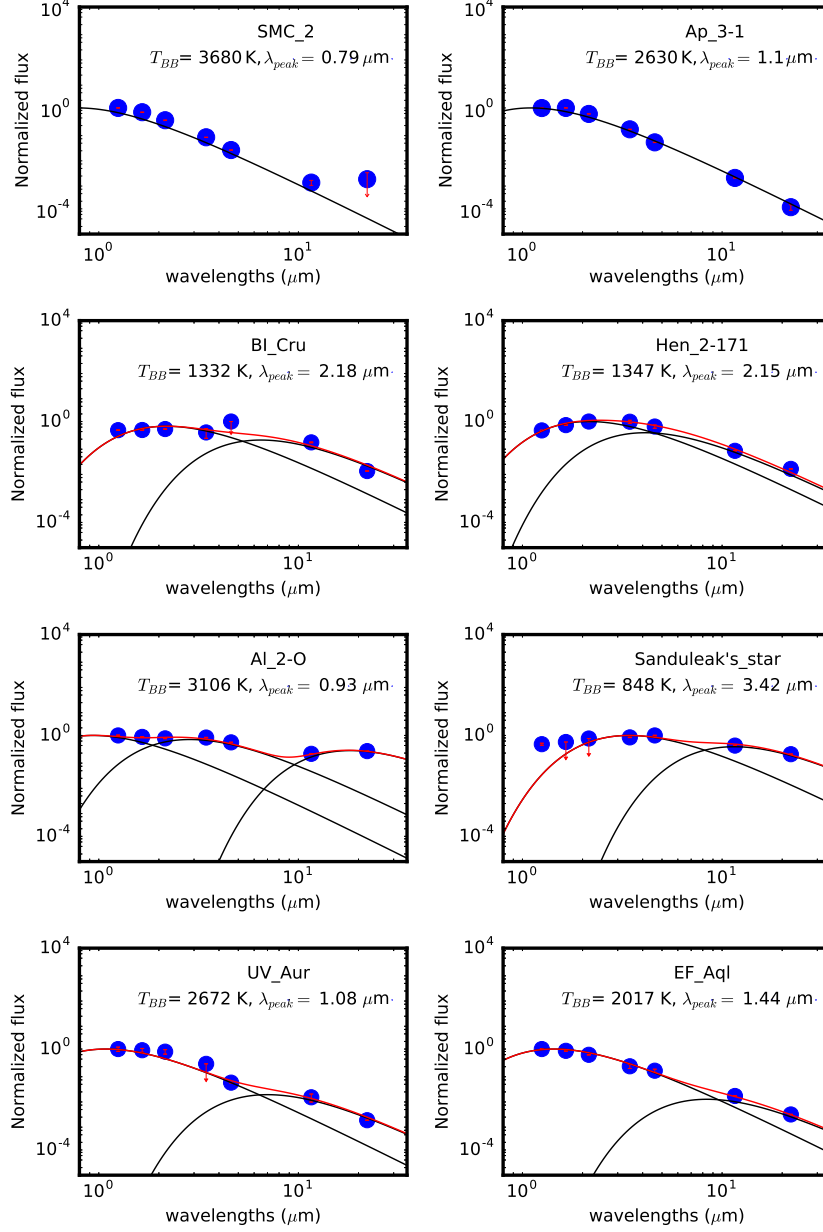 SMC_2
T_BB = 3680 K, λ_peak = 0.79 μm
10^4
10^0
10^-4
Normalized flux
10^0
10^1
wavelengths (μm)
Ap_3-1
T_BB = 2630 K, λ_peak = 1.1 μm
10^4
10^0
10^-4
Normalized flux
10^0
10^1
wavelengths (μm)
BI_Cru
T_BB = 1332 K, λ_peak = 2.18 μm
10^4
10^0
10^-4
Normalized flux
10^0
10^1
wavelengths (μm)
Hen_2-171
T_BB = 1347 K, λ_peak = 2.15 μm
10^4
10^0
10^-4
Normalized flux
10^0
10^1
wavelengths (μm)
Al_2-O
T_BB = 3106 K, λ_peak = 0.93 μm
10^4
10^0
10^-4
Normalized flux
10^0
10^1
wavelengths (μm)
Sanduleak's_star
T_BB = 848 K, λ_peak = 3.42 μm
10^4
10^0
10^-4
Normalized flux
10^0
10^1
wavelengths (μm)
UV_Aur
T_BB = 2672 K, λ_peak = 1.08 μm
10^4
10^0
10^-4
Normalized flux
10^0
10^1
wavelengths (μm)
EF_Aql
T_BB = 2017 K, λ_peak = 1.44 μm
10^4
10^0
10^-4
Normalized flux
10^0
10^1
wavelengths (μm)